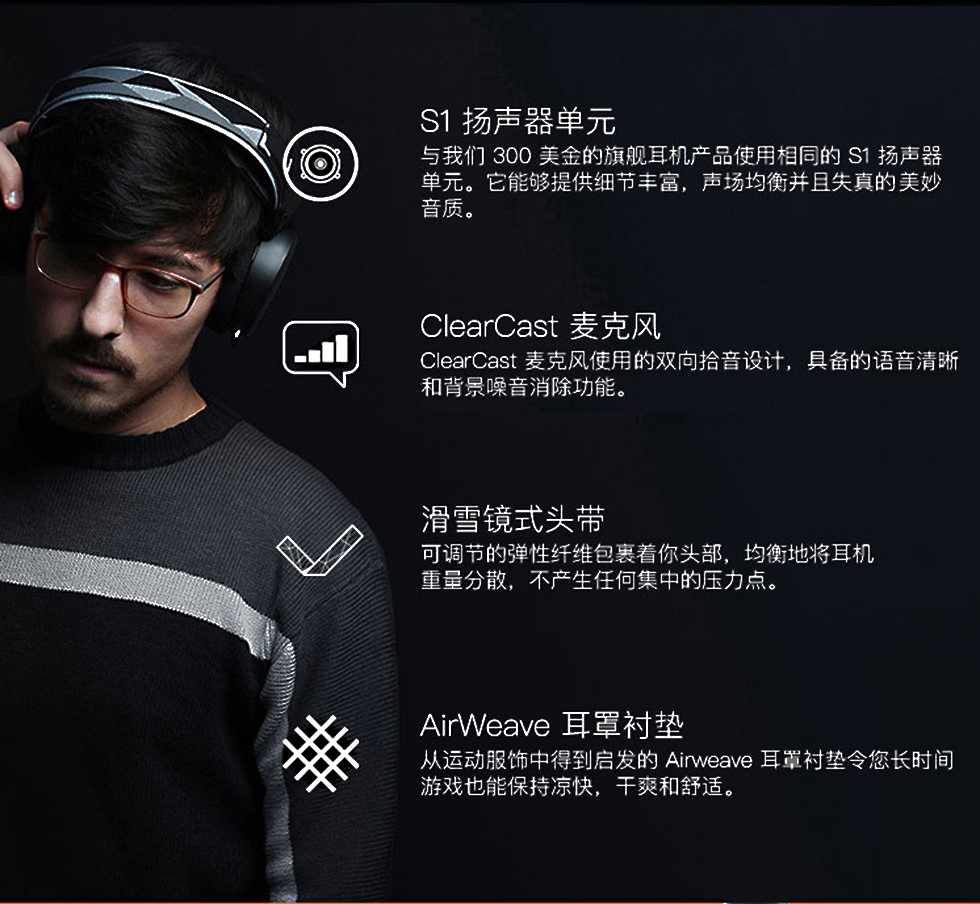 S1 扬声器单元
与我们 300 美金的旗舰耳机产品使用相同的 S1 扬声器
单元。它能够提供细节丰富，声场均衡并且失真的美妙
音质。
ClearCast 麦克风
ClearCast 麦克风使用的双向拾音设计，具备的语音清晰
和背景噪音消除功能。
滑雪镜式头带
可调节的弹性纤维包裹着你头部，均衡地将耳机
重量分散，不产生任何集中的压力点。
AirWeave 耳罩衬垫
从运动服饰中得到启发的 Airweave 耳罩衬垫令您长时间
游戏也能保持凉快，干爽和舒适。